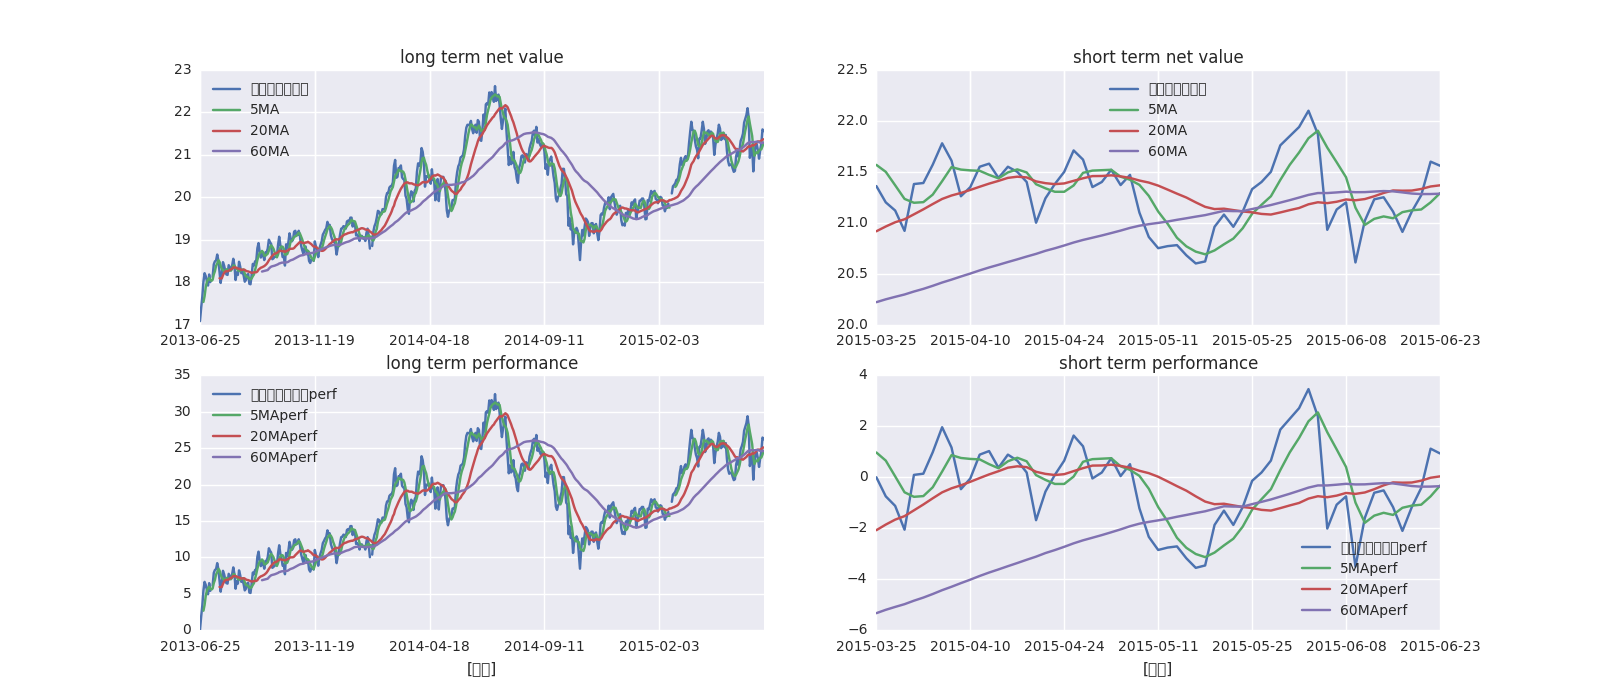 long term net value
23
22
21
20
19
18
17
5MA
20MA
60MA
2013-06-25
2013-11-19
2014-04-18
2014-09-11
2015-02-03
short term net value
22.5
22.0
21.5
21.0
20.5
20.0
5MA
20MA
60MA
2015-03-25
2015-04-10
2015-04-24
2015-05-11
2015-05-25
2015-06-08
2015-06-23
long term performance
35
30
25
20
15
10
5
0
perf
5MAperf
20MAperf
60MAperf
2013-06-25
2013-11-19
2014-04-18
2014-09-11
2015-02-03
short term performance
4
2
0
−2
−4
−6
perf
5MAperf
20MAperf
60MAperf
2015-03-25
2015-04-10
2015-04-24
2015-05-11
2015-05-25
2015-06-08
2015-06-23